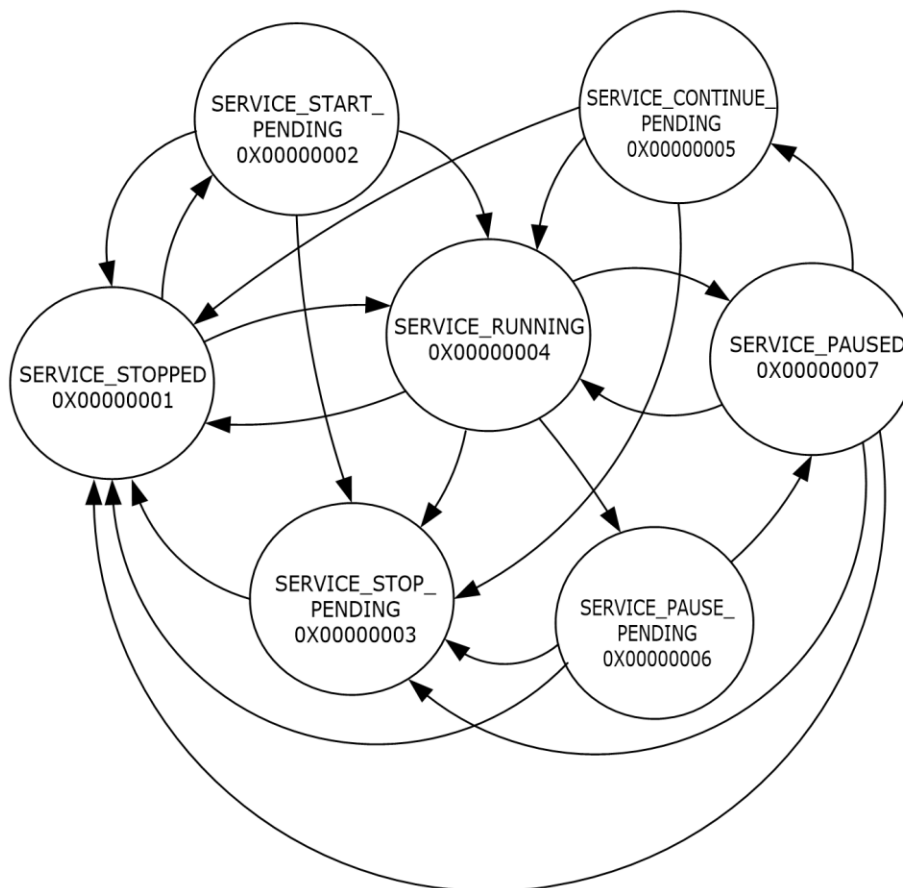 SERVICE_START_
PENDING
0X00000002
SERVICE_CONTINUE_
PENDING
0X00000005
SERVICE_RUNNING
0X00000004
SERVICE_PAUSED
0X00000007
SERVICE_STOPPED
0X00000001
SERVICE_STOP_
PENDING
0X00000003
SERVICE_PAUSE_
PENDING
0X00000006